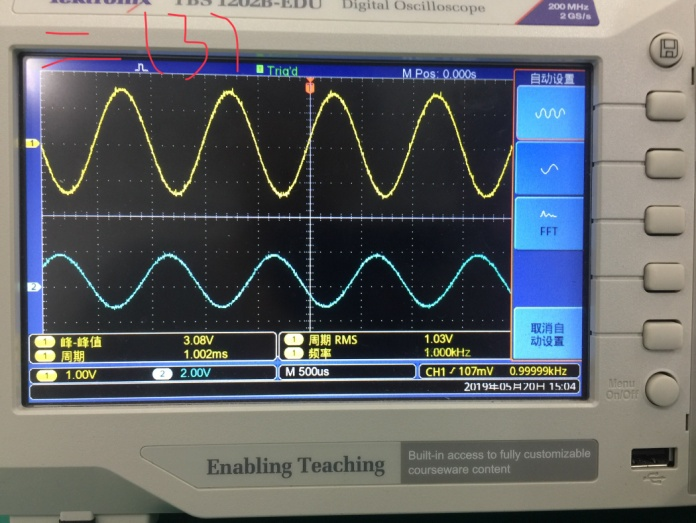 Tektronix TBS 1202B-EDU Digital Oscilloscope
200 MHz
2 GS/s
二 (3)
Trig'd M Pos: 0.000s
自动设置
1
FFT
2
取消自动设置
1 峰-峰值 3.08V
1 周期 1.002ms
1 周期 RMS 1.03V
1 频率 1.000kHz
1 1.00V 2 2.00V M 500us CH1 107mV 0.99999kHz
2019年05月20日 15:04
Menu
On/Off
Enabling Teaching
Built-in access to fully customizable
courseware content